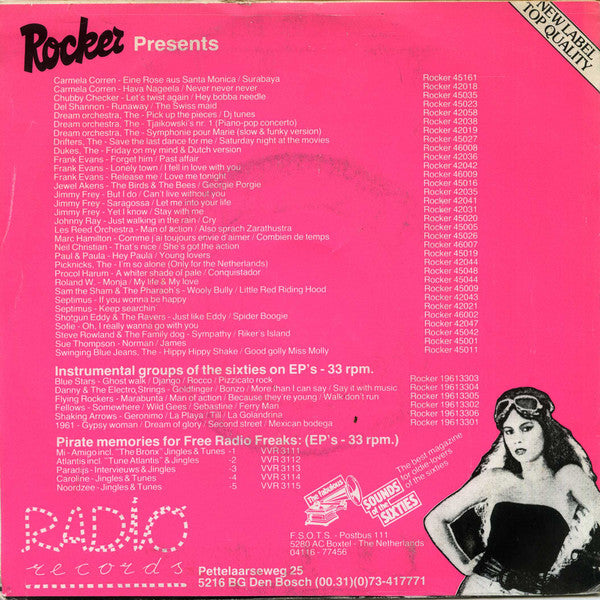 Rocker Presents
NEW LABEL
TOP QUALITY
Carmela Corren - Eine Rose aus Santa Monica / Surabaya Rocker 45161
Carmela Corren - Hava Nageela / Never never never Rocker 42018
Chubby Checker - Let's twist again / Hey bobba needle Rocker 45035
Del Shannon - Runaway / The Swiss maid Rocker 45023
Dream orchestra, The - Pick up the pieces / Dj tunes Rocker 42058
Dream orchestra, The - Tjaikowski's nr. 1 (Piano-pop concerto) Rocker 42038
Dream orchestra, The - Symphonie pour Marie (slow & funky version) Rocker 42019
Drifters, The - Save the last dance for me / Saturday night at the movies Rocker 45027
Dukes, The - Friday on my mind & Dutch version Rocker 46008
Frank Evans - Forget him / Past affair Rocker 42036
Frank Evans - Lonely town / I fell in love with you Rocker 42042
Frank Evans - Release me / Love me tonight Rocker 46009
Jewel Akens - The Birds & The Bees / Georgie Porgie Rocker 45016
Jimmy Frey - But I do / Can't live without you Rocker 42035
Jimmy Frey - Saragossa / Let me into your life Rocker 42041
Jimmy Frey - Yet I know / Stay with me Rocker 42031
Johnny Ray - Just walking in the rain / Cry Rocker 45020
Les Reed Orchestra - Man of action / Also sprach Zarathustra Rocker 45005
Marc Hamilton - Comme j'ai toujours envie d'aimer / Combien de temps Rocker 45026
Neil Christian - That's nice / She's got the action Rocker 46007
Paul & Paula - Hey Paula / Young lovers Rocker 45019
Picknicks, The - I'm so alone (Only for the Netherlands) Rocker 42044
Procol Harum - A whiter shade of pale / Conquistador Rocker 45048
Roland W. - Monja / My life & My love Rocker 45044
Sam the Sham & The Pharaoh's - Wooly Bully / Little Red Riding Hood Rocker 45009
Septimus - If you wonna be happy Rocker 42043
Septimus - Keep searchin' Rocker 42021
Shotgun Eddy & the Ravers - Just like Eddy / Spider Boogie Rocker 46002
Sofie - Oh, I really wanna go with you Rocker 42047
Steve Rowland & The Family dog - Sympathy / Riker's Island Rocker 45042
Sue Thompson - Norman / James Rocker 45001
Swinging Blue Jeans, The - Hippy Hippy Shake / Good golly Miss Molly Rocker 45011
Instrumental groups of the sixties on EP's - 33 rpm.
Blue Stars - Ghost walk / Django / Rocco / Pizzicato rock Rocker 19613303
Danny & The Electro Strings - Goldfinger / Bonzo / More than I can say / Say it with music Rocker 19613304
Flying Rockers - Marabunta / Man of action / Because they're young / Walk don't run Rocker 19613305
Fellows - Somewhere / Wild Gees / Sebastine / Ferry Man Rocker 19613302
Shaking Arrows - Geronimo / La Playa / Till / La Golandrina Rocker 19613306
1961 - Gypsy woman / Dream of glory / Second street / Mexican bodega Rocker 19613301
Pirate memories for Free Radio Freaks: (EP's - 33 rpm.)
Mi - Amigo incl. "The Bronx" Jingles & Tunes -1 VVR 3111
Atlantis incl. "Tune Atlantis" & Jingles -2 VVR 3112
Paradijs - Intervieuws & Jingles -3 VVR 3113
Caroline - Jingles & Tunes -4 VVR 3114
Noordzee - Jingles & Tunes -5 VVR 3115
The fabulous
SOUNDS
of the
SIXTIES
The best magazine
for oldie lovers
of the sixties
F.S.O.T.S. - Postbus 111
5280 AC Boxtel - The Netherlands
04116 - 77456
RADIO
records
Pettelaarseweg 25
5216 BG Den Bosch (00.31)(0)73-417771